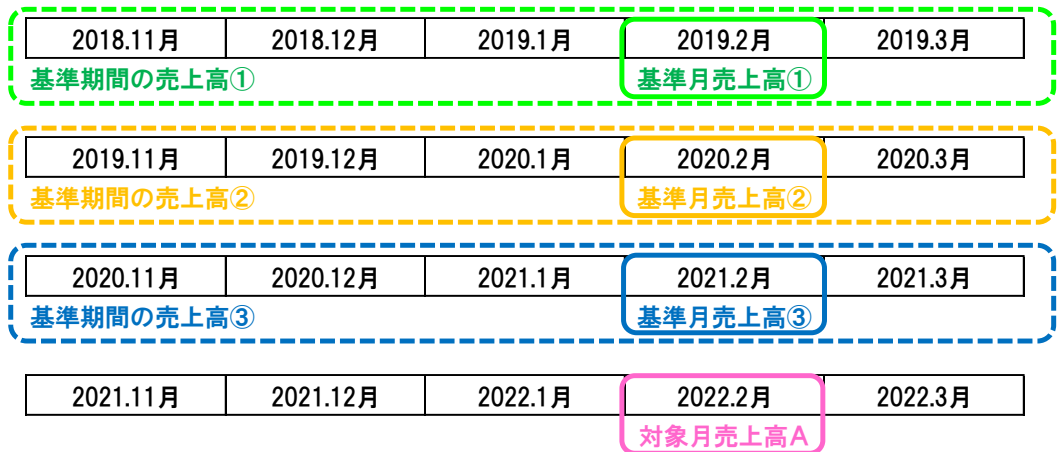 2018.11月 2018.12月 2019.1月 2019.2月 2019.3月
基準期間の売上高① 基準月売上高①
2019.11月 2019.12月 2020.1月 2020.2月 2020.3月
基準期間の売上高② 基準月売上高②
2020.11月 2020.12月 2021.1月 2021.2月 2021.3月
基準期間の売上高③ 基準月売上高③
2021.11月 2021.12月 2022.1月 2022.2月 2022.3月
対象月売上高A